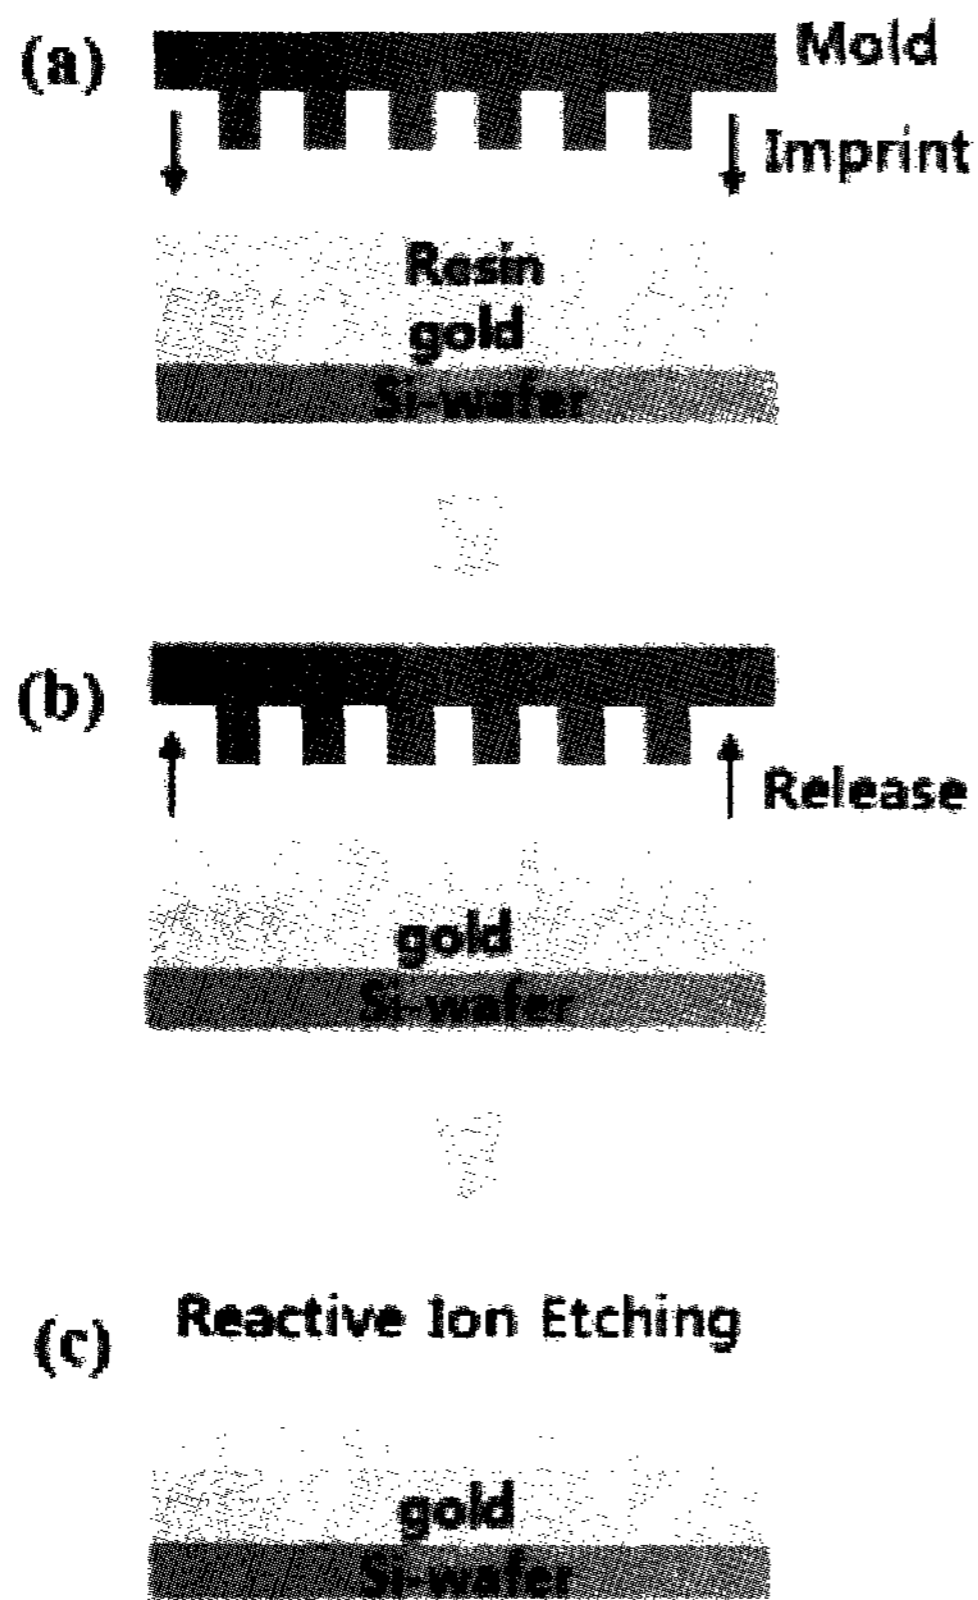 (a)
Mold
Imprint
Resin
gold
Si-wafer
(b)
Release
gold
Si-wafer
(c)
Reactive Ion Etching
gold
Si-wafer